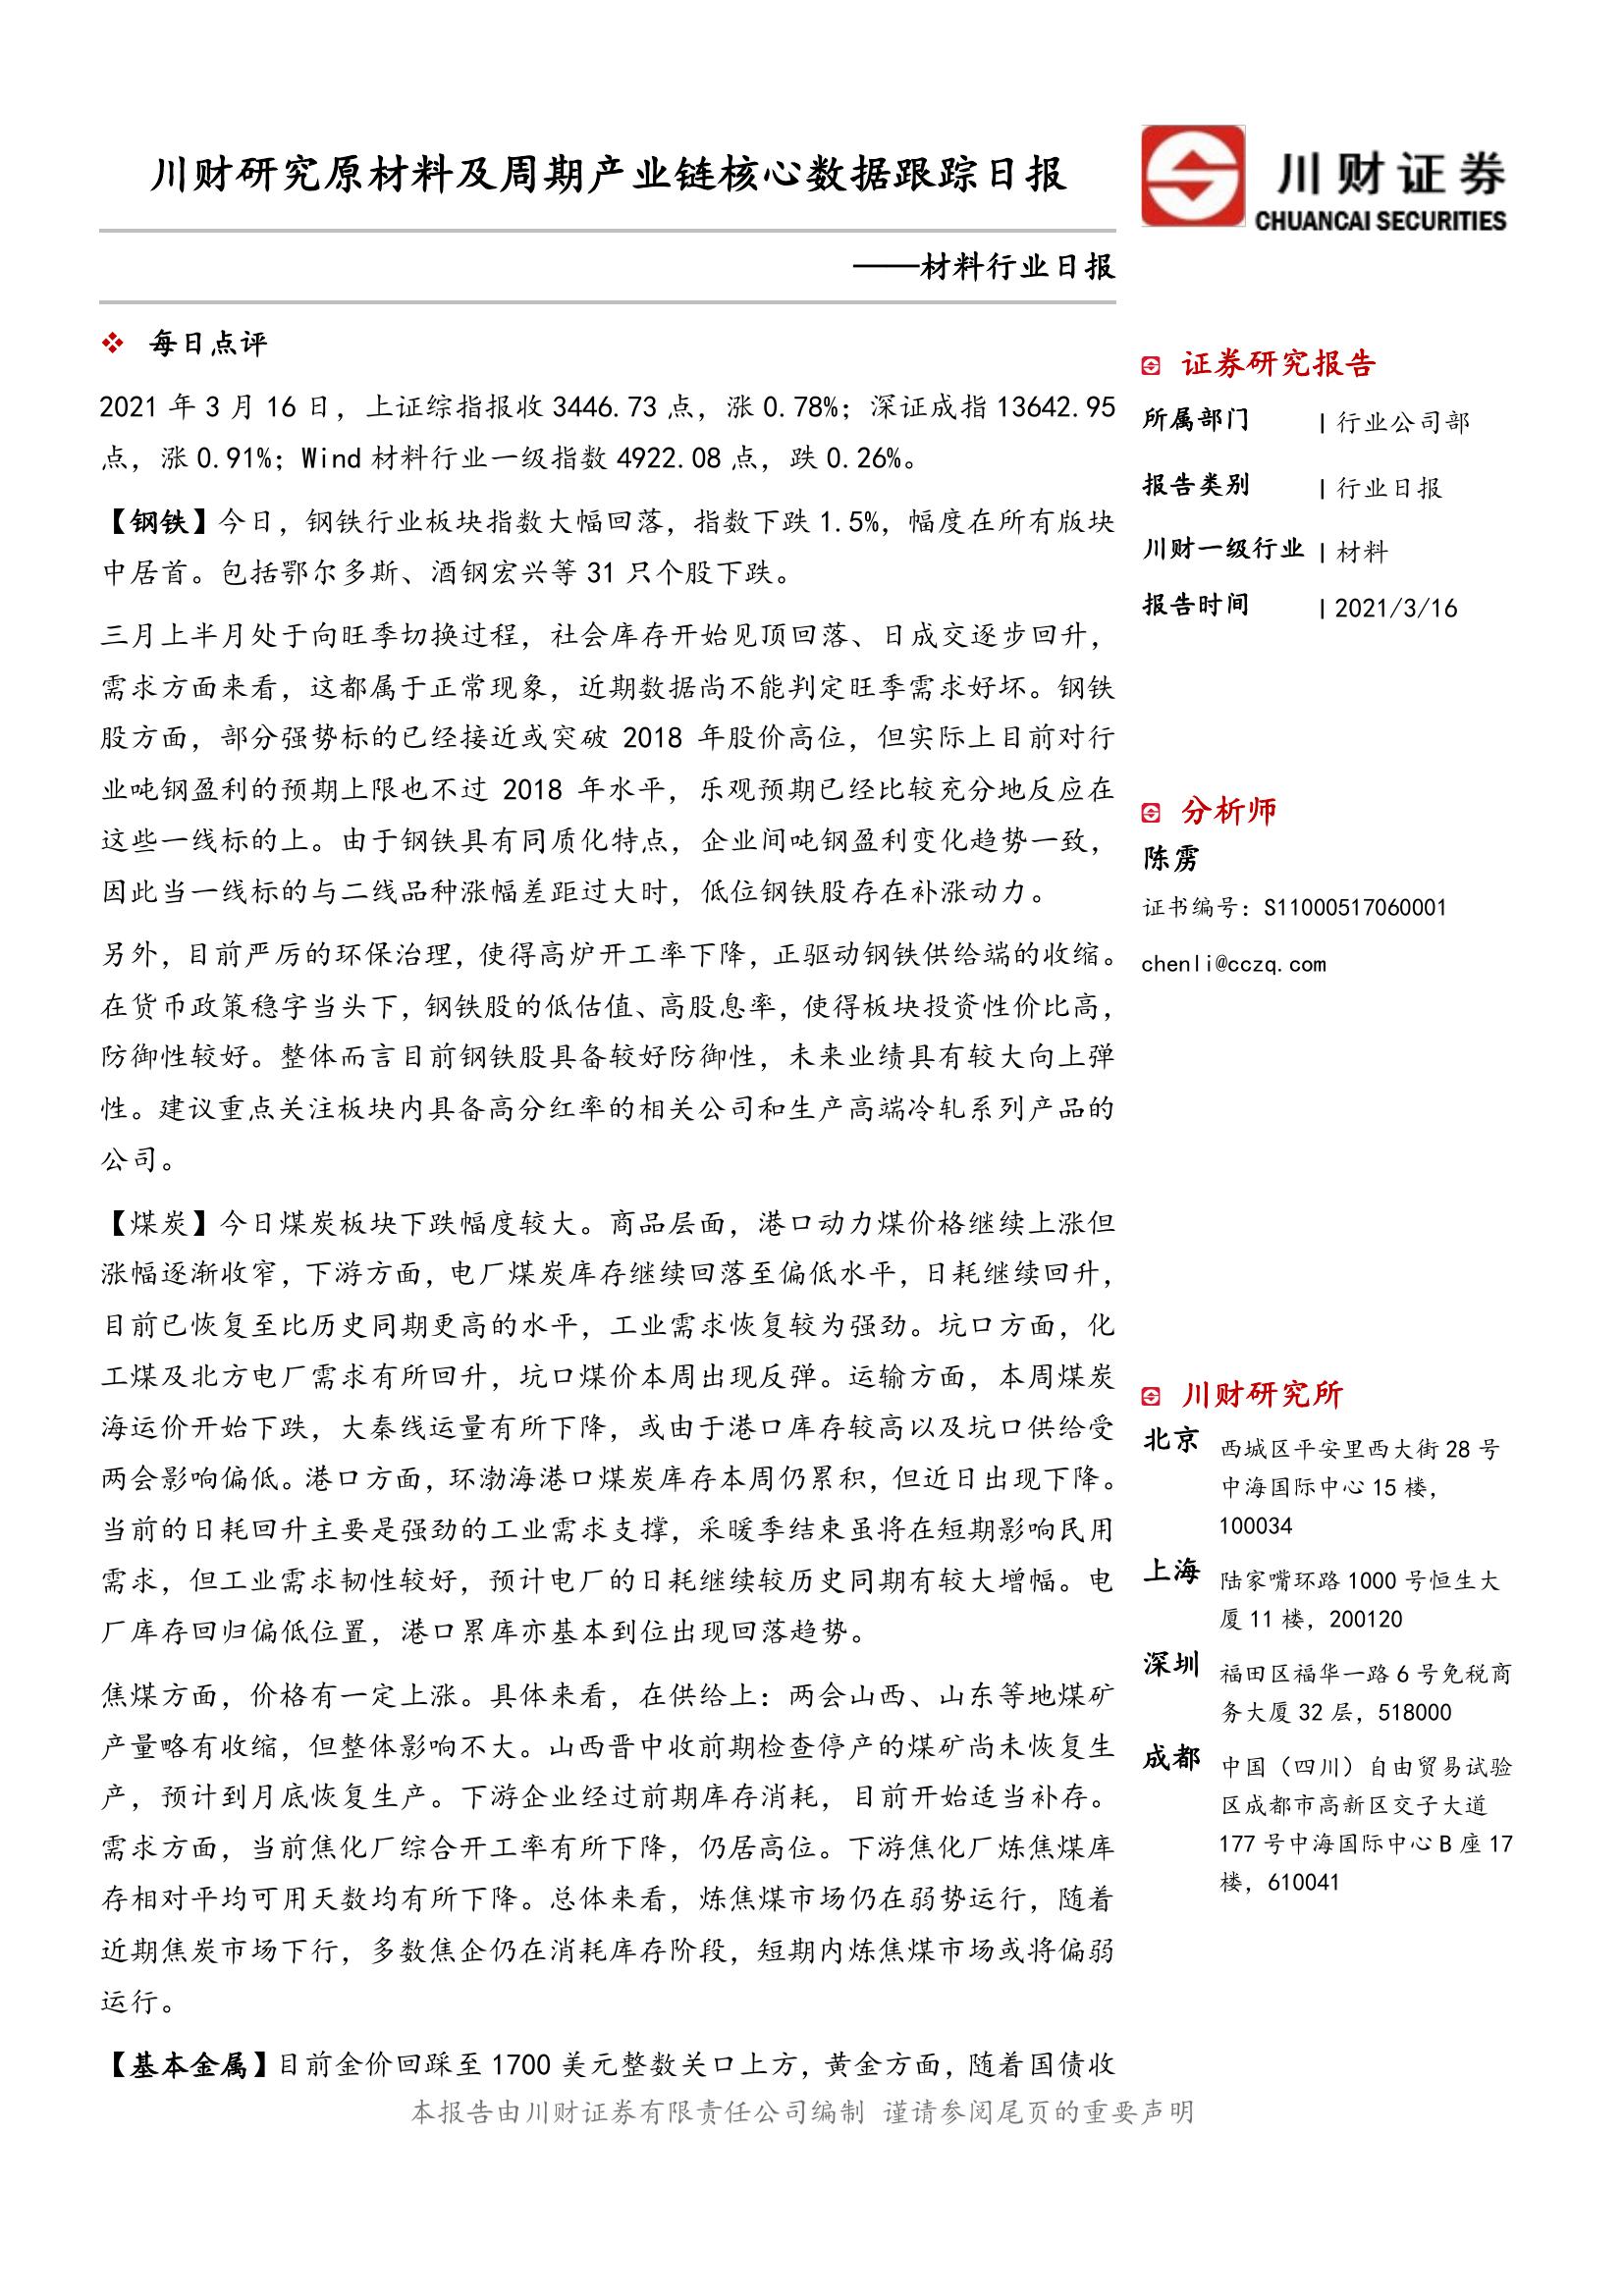 川财研究原材料及周期产业链核心数据跟踪日报
——材料行业日报
每日点评
2021 年 3 月 16 日，上证综指报收 3446.73 点，涨 0.78%；深证成指 13642.95
点，涨 0.91%；Wind 材料行业一级指数 4922.08 点，跌 0.26%。
【钢铁】今日，钢铁行业板块指数大幅回落，指数下跌 1.5%，幅度在所有版块
中居首。包括鄂尔多斯、酒钢宏兴等 31 只个股下跌。
三月上半月处于向旺季切换过程，社会库存开始见顶回落、日成交逐步回升，
需求方面来看，这都属于正常现象，近期数据尚不能判定旺季需求好坏。钢铁
股方面，部分强势标的已经接近或突破 2018 年股价高位，但实际上目前对行
业吨钢盈利的预期上限也不过 2018 年水平，乐观预期已经比较充分地反应在
这些一线标的上。由于钢铁具有同质化特点，企业间吨钢盈利变化趋势一致，
因此当一线标的与二线品种涨幅差距过大时，低位钢铁股存在补涨动力。
另外，目前严厉的环保治理，使得高炉开工率下降，正驱动钢铁供给端的收缩。
在货币政策稳字当头下，钢铁股的低估值、高股息率，使得板块投资性价比高，
防御性较好。整体而言目前钢铁股具备较好防御性，未来业绩具有较大向上弹
性。建议重点关注板块内具备高分红率的相关公司和生产高端冷轧系列产品的
公司。
【煤炭】今日煤炭板块下跌幅度较大。商品层面，港口动力煤价格继续上涨但
涨幅逐渐收窄，下游方面，电厂煤炭库存继续回落至偏低水平，日耗继续回升，
目前已恢复至比历史同期更高的水平，工业需求恢复较为强劲。坑口方面，化
工煤及北方电厂需求有所回升，坑口煤价本周出现反弹。运输方面，本周煤炭
海运价开始下跌，大秦线运量有所下降，或由于港口库存较高以及坑口供给受
两会影响偏低。港口方面，环渤海港口煤炭库存本周仍累积，但近日出现下降。
当前的日耗回升主要是强劲的工业需求支撑，采暖季结束虽将在短期影响民用
需求，但工业需求韧性较好，预计电厂的日耗继续较历史同期有较大增幅。电
厂库存回归偏低位置，港口累库亦基本到位出现回落趋势。
焦煤方面，价格有一定上涨。具体来看，在供给上：两会山西、山东等地煤矿
产量略有收缩，但整体影响不大。山西晋中收前期检查停产的煤矿尚未恢复生
产，预计到月底恢复生产。下游企业经过前期库存消耗，目前开始适当补存。
需求方面，当前焦化厂综合开工率有所下降，仍居高位。下游焦化厂炼焦煤库
存相对平均可用天数均有所下降。总体来看，炼焦煤市场仍在弱势运行，随着
近期焦炭市场下行，多数焦企仍在消耗库存阶段，短期内炼焦煤市场或将偏弱
运行。
【基本金属】目前金价回踩至 1700 美元整数关口上方，黄金方面，随着国债收
川财证券
CHUANCAI SECURITIES
证券研究报告
所属部门 | 行业公司部
报告类别 | 行业日报
川财一级行业 | 材料
报告时间 | 2021/3/16
分析师
陈雳
证书编号：S11000517060001
chenli@cczq.com
川财研究所
北京 西城区平安里西大街 28 号
中海国际中心 15 楼，
100034
上海 陆家嘴环路 1000 号恒生大
厦 11 楼，200120
深圳 福田区福华一路 6 号免税商
务大厦 32 层，518000
成都 中国（四川）自由贸易试验
区成都市高新区交子大道
177 号中海国际中心 B 座 17
楼，610041
本报告由川财证券有限责任公司编制 谨请参阅尾页的重要声明